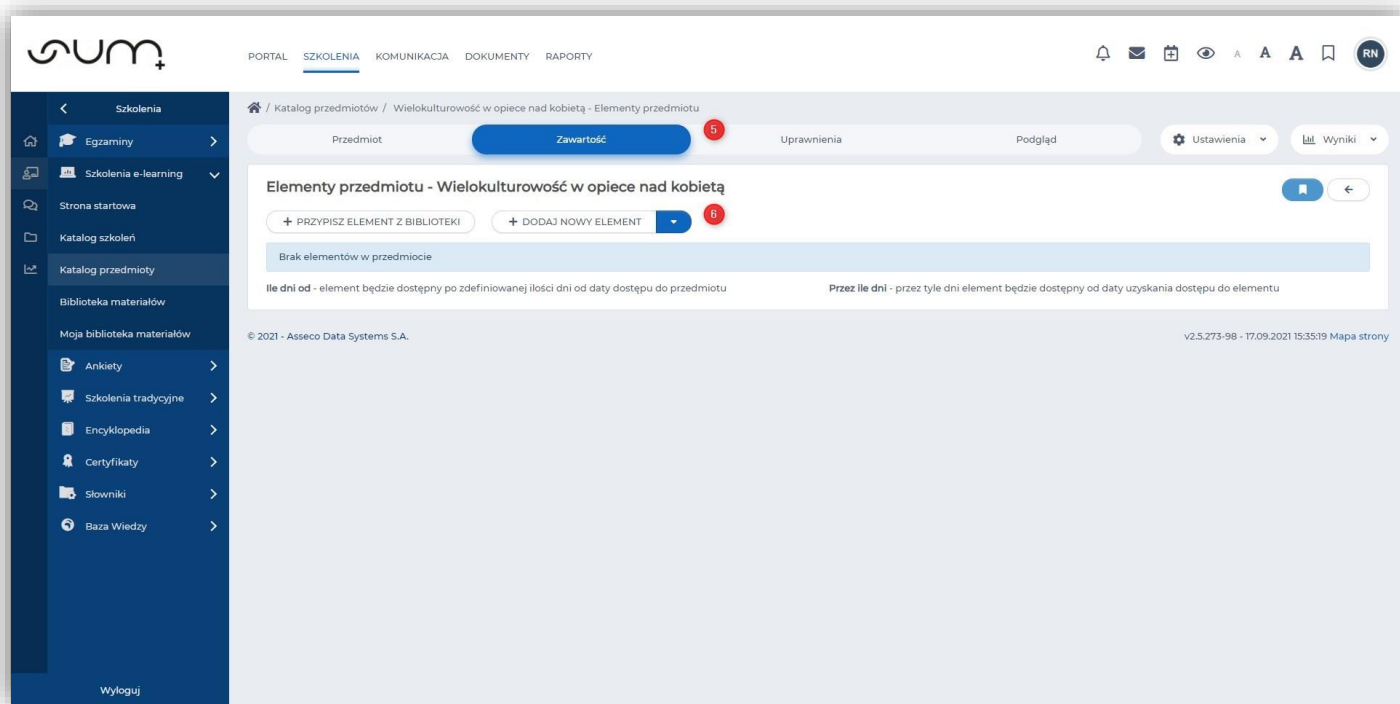 sum+
PORTAL SZKOLENIA KOMUNIKACJA DOKUMENTY RAPORTY
A A A RN
Szkolenia
Egzaminy
Szkolenia e-learning
Strona startowa
Katalog szkoleń
Katalog przedmioty
Biblioteka materiałów
Moja biblioteka materiałów
Ankiety
Szkolenia tradycyjne
Encyklopedia
Certyfikaty
Słowniki
Baza Wiedzy
Wyloguj
/ Katalog przedmiotów / Wielokulturowość w opiece nad kobietą - Elementy przedmiotu
Przedmiot Zawartość 5 Uprawnienia Podgląd Ustawienia Wyniki
Elementy przedmiotu - Wielokulturowość w opiece nad kobietą
+ PRZYPISZ ELEMENT Z BIBLIOTEKI + DODAJ NOWY ELEMENT 6
Brak elementów w przedmiocie
Ile dni od - element będzie dostępny po zdefiniowanej ilości dni od daty dostępu do przedmiotu Przez ile dni - przez tyle dni element będzie dostępny od daty uzyskania dostępu do elementu
© 2021 - Asseco Data Systems S.A. v2.5.273-98 - 17.09.2021 15:35:19 Mapa strony